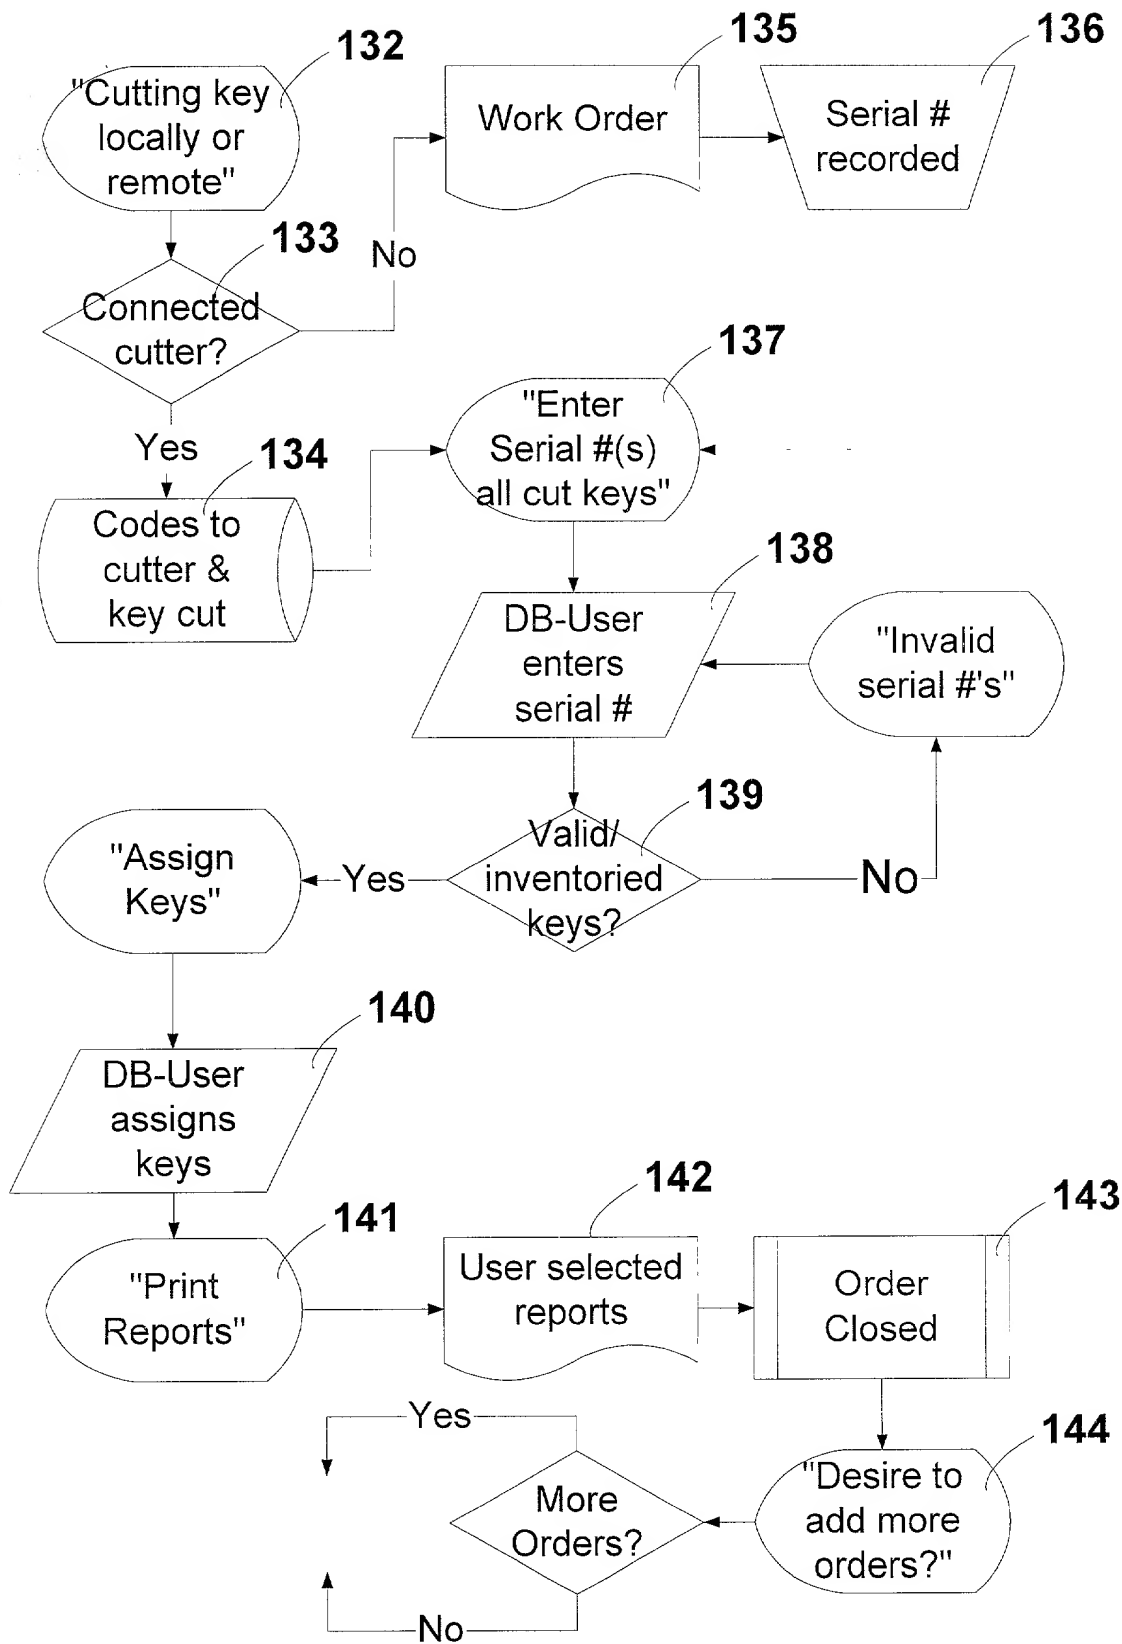 132
"Cutting key
locally or
remote"
135
Work Order
136
Serial #
recorded
133
No
Connected
cutter?
Yes
134
Codes to
cutter &
key cut
137
"Enter
Serial #(s)
all cut keys"
138
DB-User
enters
serial #
"Invalid
serial #'s"
139
Valid/
inventoried
keys?
No
Yes
"Assign
Keys"
140
DB-User
assigns
keys
141
"Print
Reports"
142
User selected
reports
143
Order
Closed
144
"Desire to
add more
orders?"
More
Orders?
Yes
No